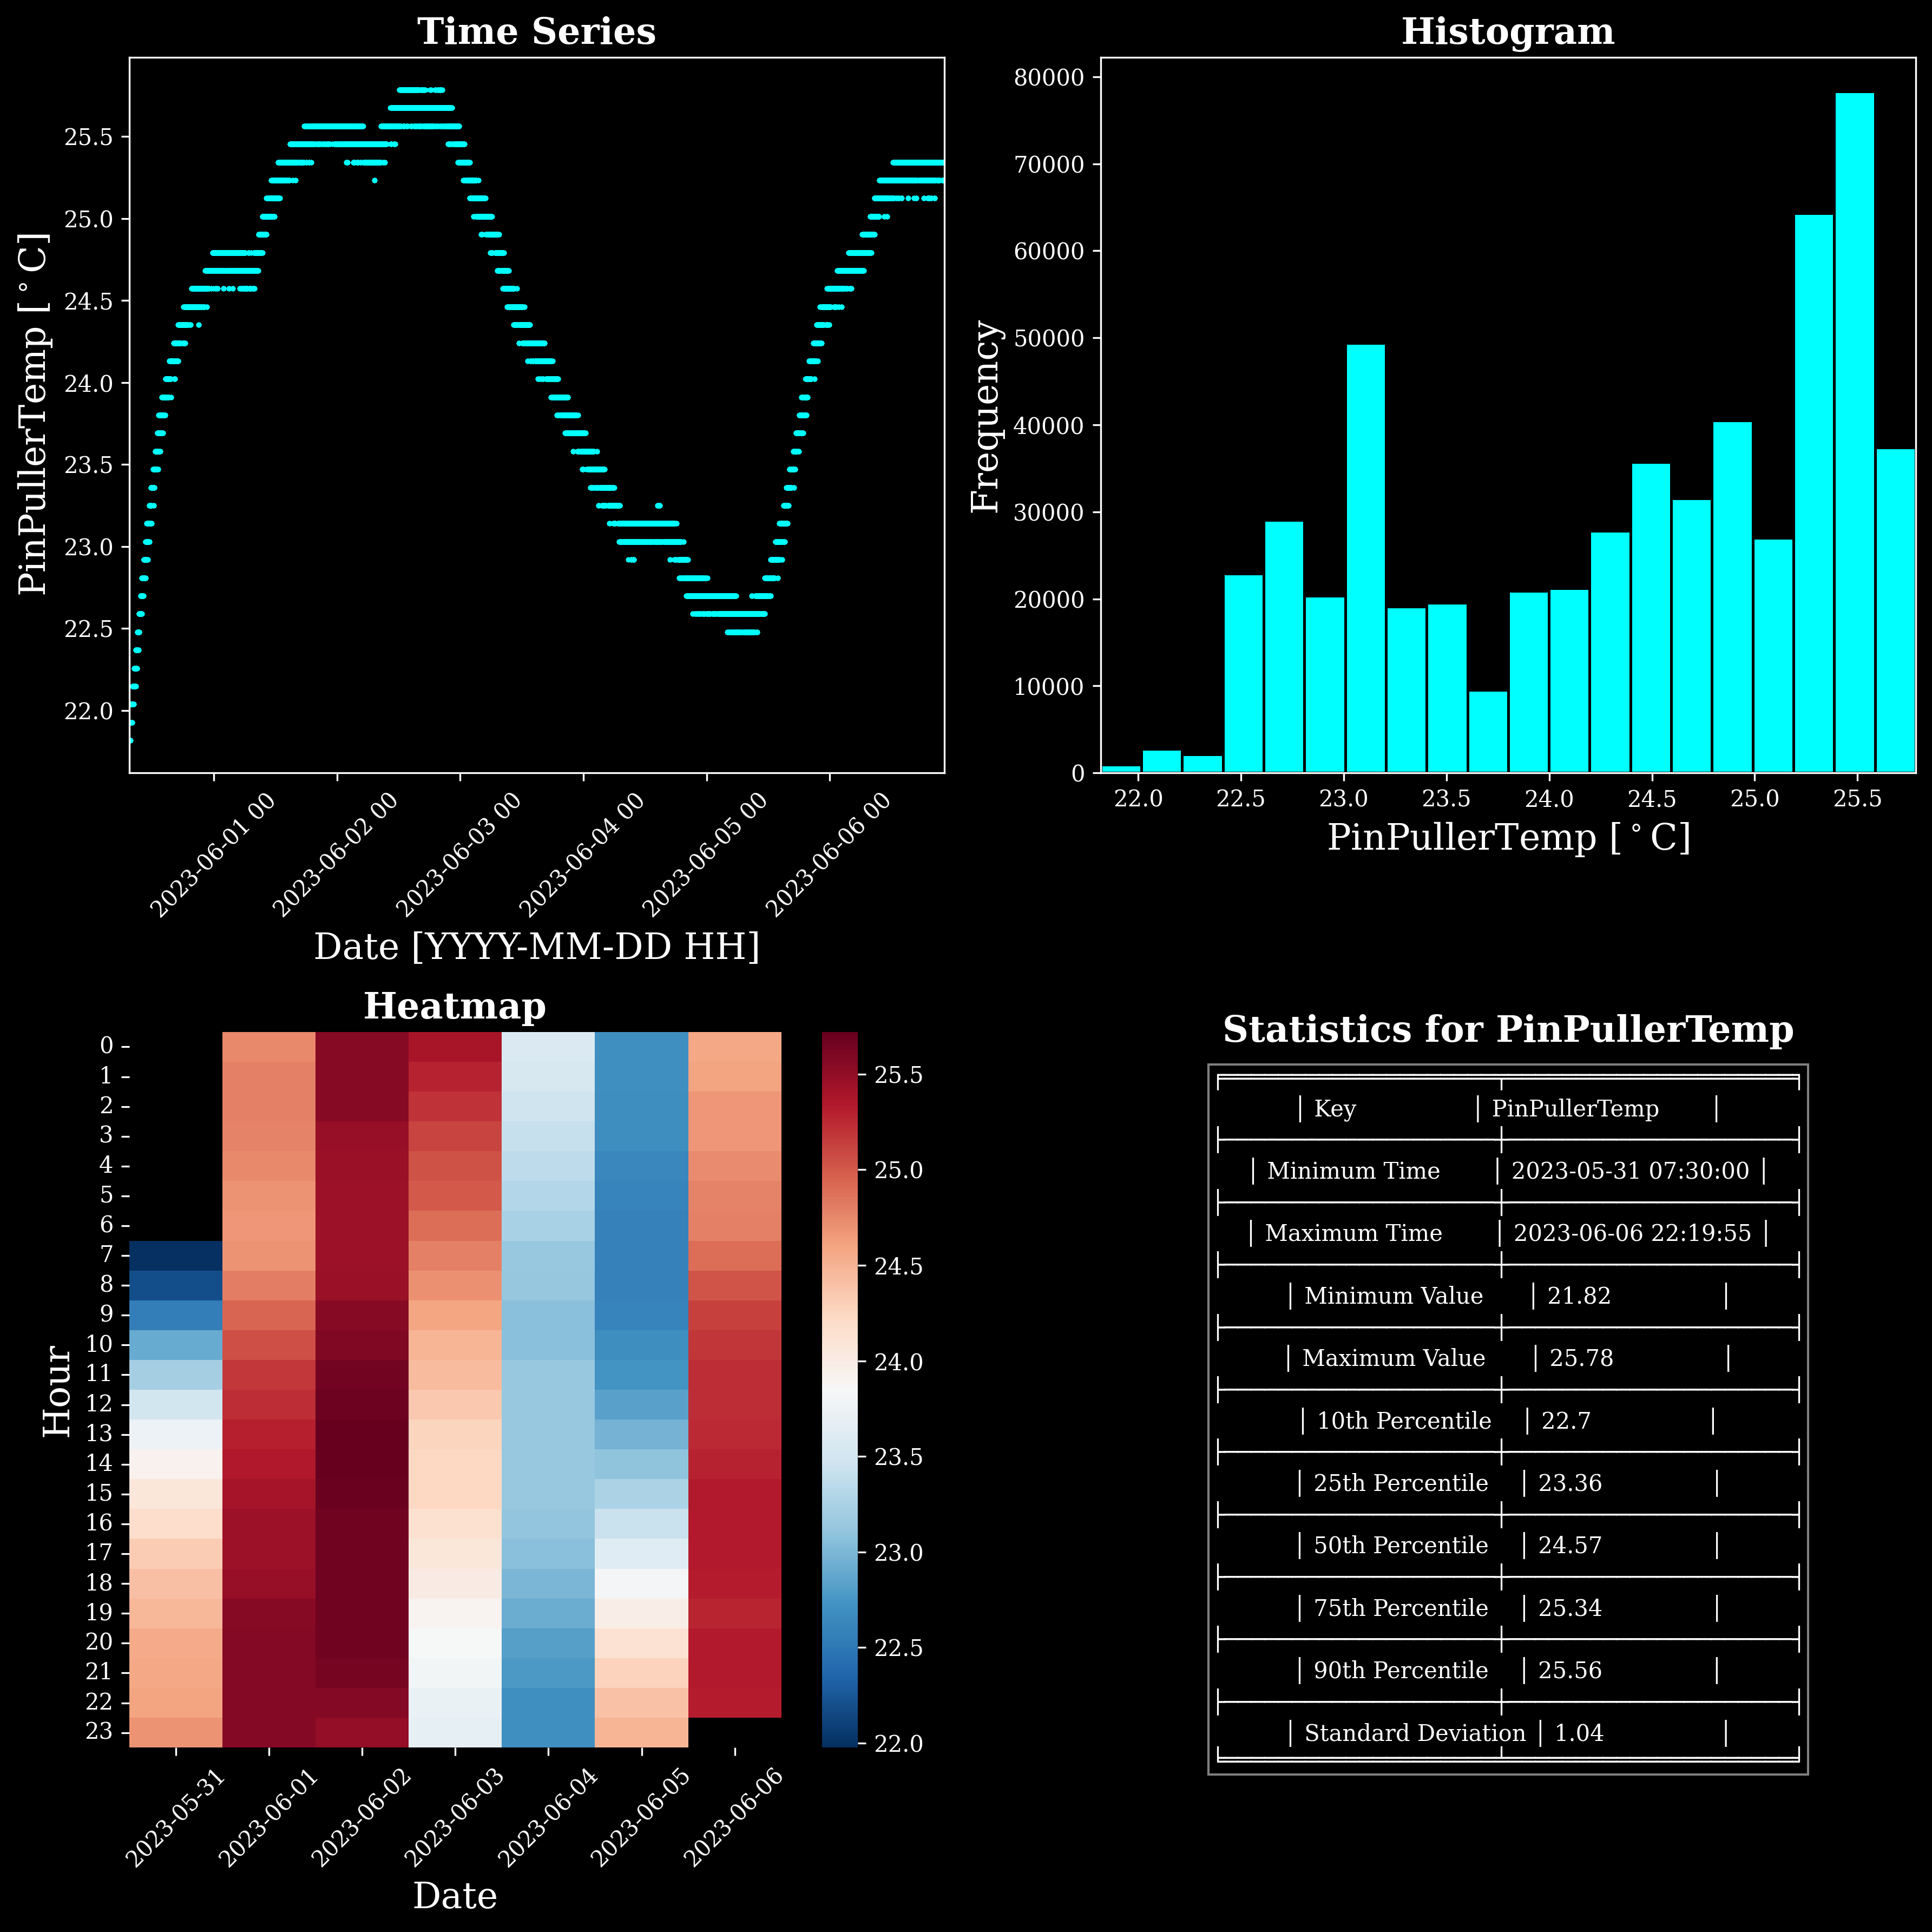 Time Series
PinPullerTemp [°C]
25.5
25.0
24.5
24.0
23.5
23.0
22.5
22.0
2023-06-01 00
2023-06-02 00
2023-06-03 00
2023-06-04 00
2023-06-05 00
2023-06-06 00
Date [YYYY-MM-DD HH]
Histogram
Frequency
80000
70000
60000
50000
40000
30000
20000
10000
0
22.0 22.5 23.0 23.5 24.0 24.5 25.0 25.5
PinPullerTemp [°C]
Heatmap
Hour
0
1
2
3
4
5
6
7
8
9
10
11
12
13
14
15
16
17
18
19
20
21
22
23
2023-05-31
2023-06-01
2023-06-02
2023-06-03
2023-06-04
2023-06-05
2023-06-06
Date
25.5
25.0
24.5
24.0
23.5
23.0
22.5
22.0
Statistics for PinPullerTemp
| Key | PinPullerTemp |
| Minimum Time | 2023-05-31 07:30:00 |
| Maximum Time | 2023-06-06 22:19:55 |
| Minimum Value | 21.82 |
| Maximum Value | 25.78 |
| 10th Percentile | 22.7 |
| 25th Percentile | 23.36 |
| 50th Percentile | 24.57 |
| 75th Percentile | 25.34 |
| 90th Percentile | 25.56 |
| Standard Deviation | 1.04 |